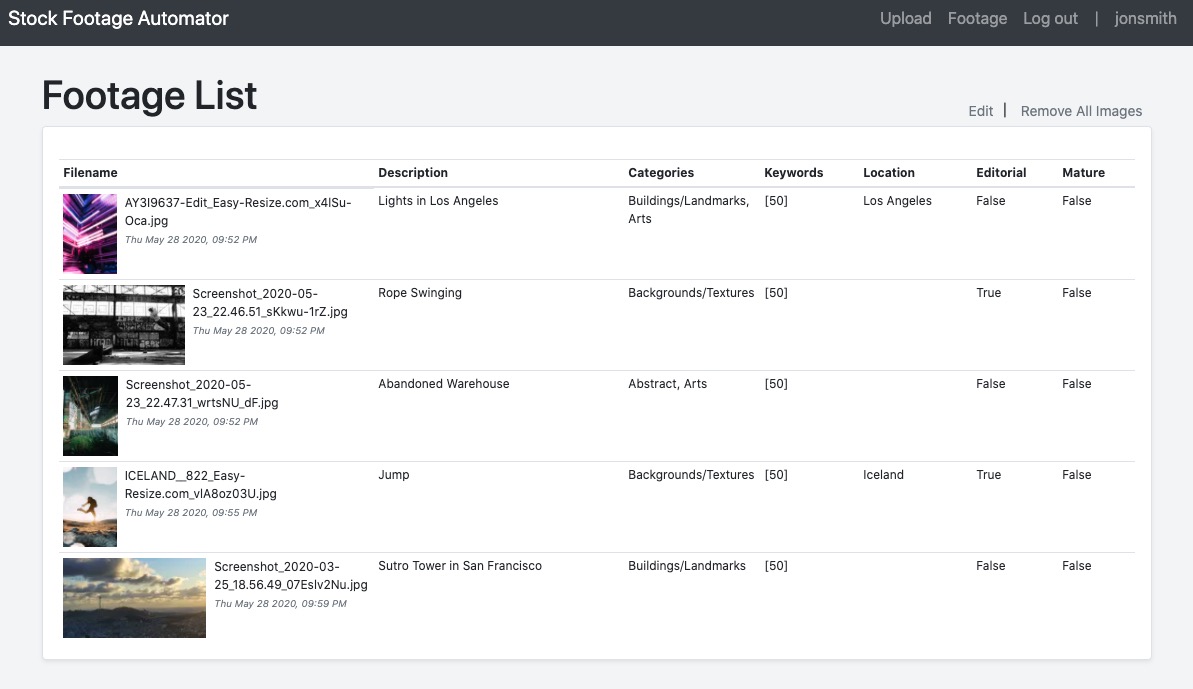 Stock Footage Automator
Upload Footage Log out | jonsmith
Footage List
Edit | Remove All Images
Filename Description Categories Keywords Location Editorial Mature
AY3I9637-Edit_Easy-Resize.com_x4lSu- Lights in Los Angeles Buildings/Landmarks, [50] Los Angeles False False
Oca.jpg Arts
Thu May 28 2020, 09:52 PM
Screenshot_2020-05- Rope Swinging Backgrounds/Textures [50] True False
23_22.46.51_sKkwu-1rZ.jpg
Thu May 28 2020, 09:52 PM
Screenshot_2020-05- Abandoned Warehouse Abstract, Arts [50] False False
23_22.47.31_wrtsNU_dF.jpg
Thu May 28 2020, 09:52 PM
ICELAND__822_Easy- Jump Backgrounds/Textures [50] Iceland True False
Resize.com_vlA8oz03U.jpg
Thu May 28 2020, 09:55 PM
Screenshot_2020-03- Sutro Tower in San Francisco Buildings/Landmarks [50] False False
25_18.56.49_07Eslv2Nu.jpg
Thu May 28 2020, 09:59 PM